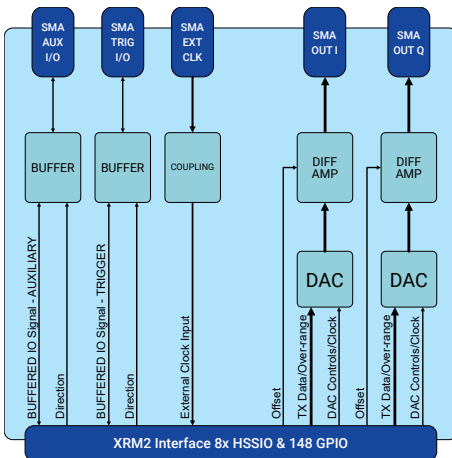 SMA
AUX
I/O
SMA
TRIG
I/O
SMA
EXT
CLK
SMA
OUT I
SMA
OUT Q
BUFFER
BUFFER
COUPLING
DIFF
AMP
DIFF
AMP
DAC
DAC
BUFFERED IO Signal - AUXILIARY
Direction
BUFFERED IO Signal - TRIGGER
Direction
External Clock Input
Offset
TX Data/Over-range
DAC Controls/Clock
Offset
TX Data/Over-range
DAC Controls/Clock
XRM2 Interface 8x HSSIO & 148 GPIO